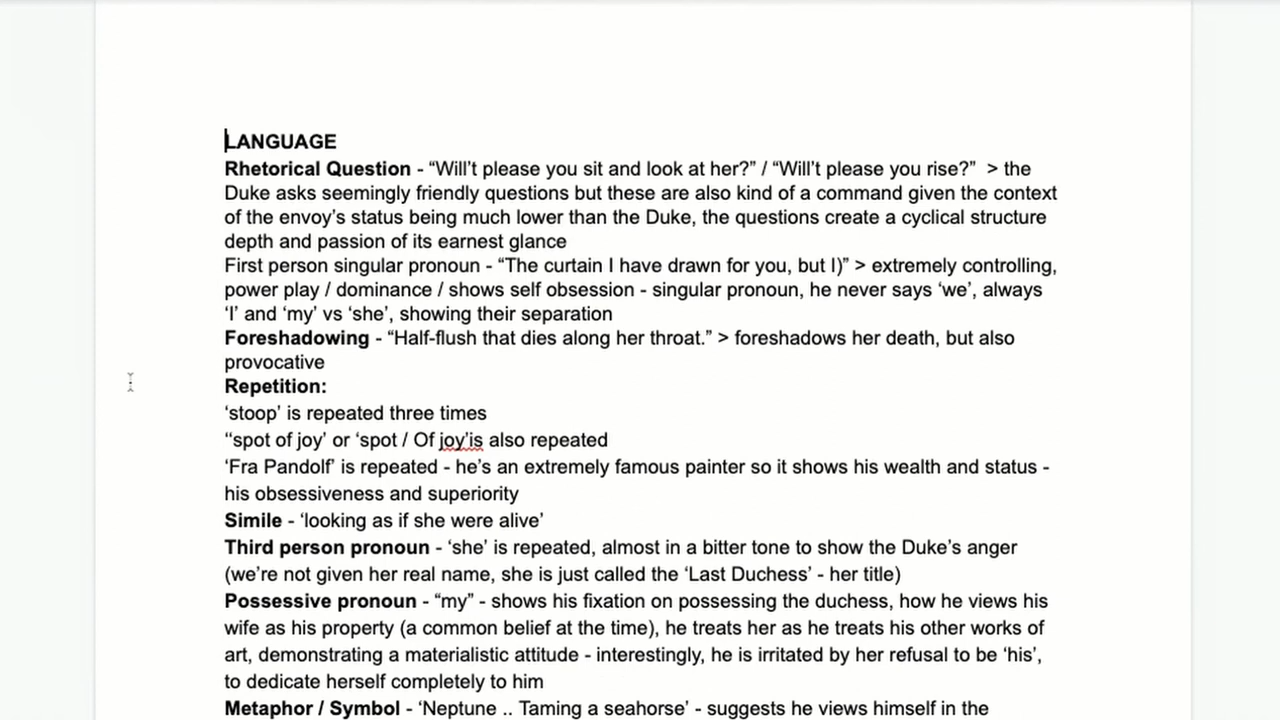 LANGUAGE
Rhetorical Question - “Will’t please you sit and look at her?” / “Will’t please you rise?”  > the
Duke asks seemingly friendly questions but these are also kind of a command given the context
of the envoy’s status being much lower than the Duke, the questions create a cyclical structure
depth and passion of its earnest glance
First person singular pronoun - “The curtain I have drawn for you, but I)” > extremely controlling,
power play / dominance / shows self obsession - singular pronoun, he never says ‘we’, always
‘I’ and ‘my’ vs ‘she’, showing their separation
Foreshadowing - “Half-flush that dies along her throat.” > foreshadows her death, but also
provocative
Repetition:
‘stoop’ is repeated three times
“spot of joy’ or ‘spot / Of joy’is also repeated
‘Fra Pandolf’ is repeated - he’s an extremely famous painter so it shows his wealth and status -
his obsessiveness and superiority
Simile - ‘looking as if she were alive’
Third person pronoun - ‘she’ is repeated, almost in a bitter tone to show the Duke’s anger
(we’re not given her real name, she is just called the ‘Last Duchess’ - her title)
Possessive pronoun - “my” - shows his fixation on possessing the duchess, how he views his
wife as his property (a common belief at the time), he treats her as he treats his other works of
art, demonstrating a materialistic attitude - interestingly, he is irritated by her refusal to be ‘his’,
to dedicate herself completely to him
Metaphor / Symbol - ‘Neptune .. Taming a seahorse’ - suggests he views himself in the